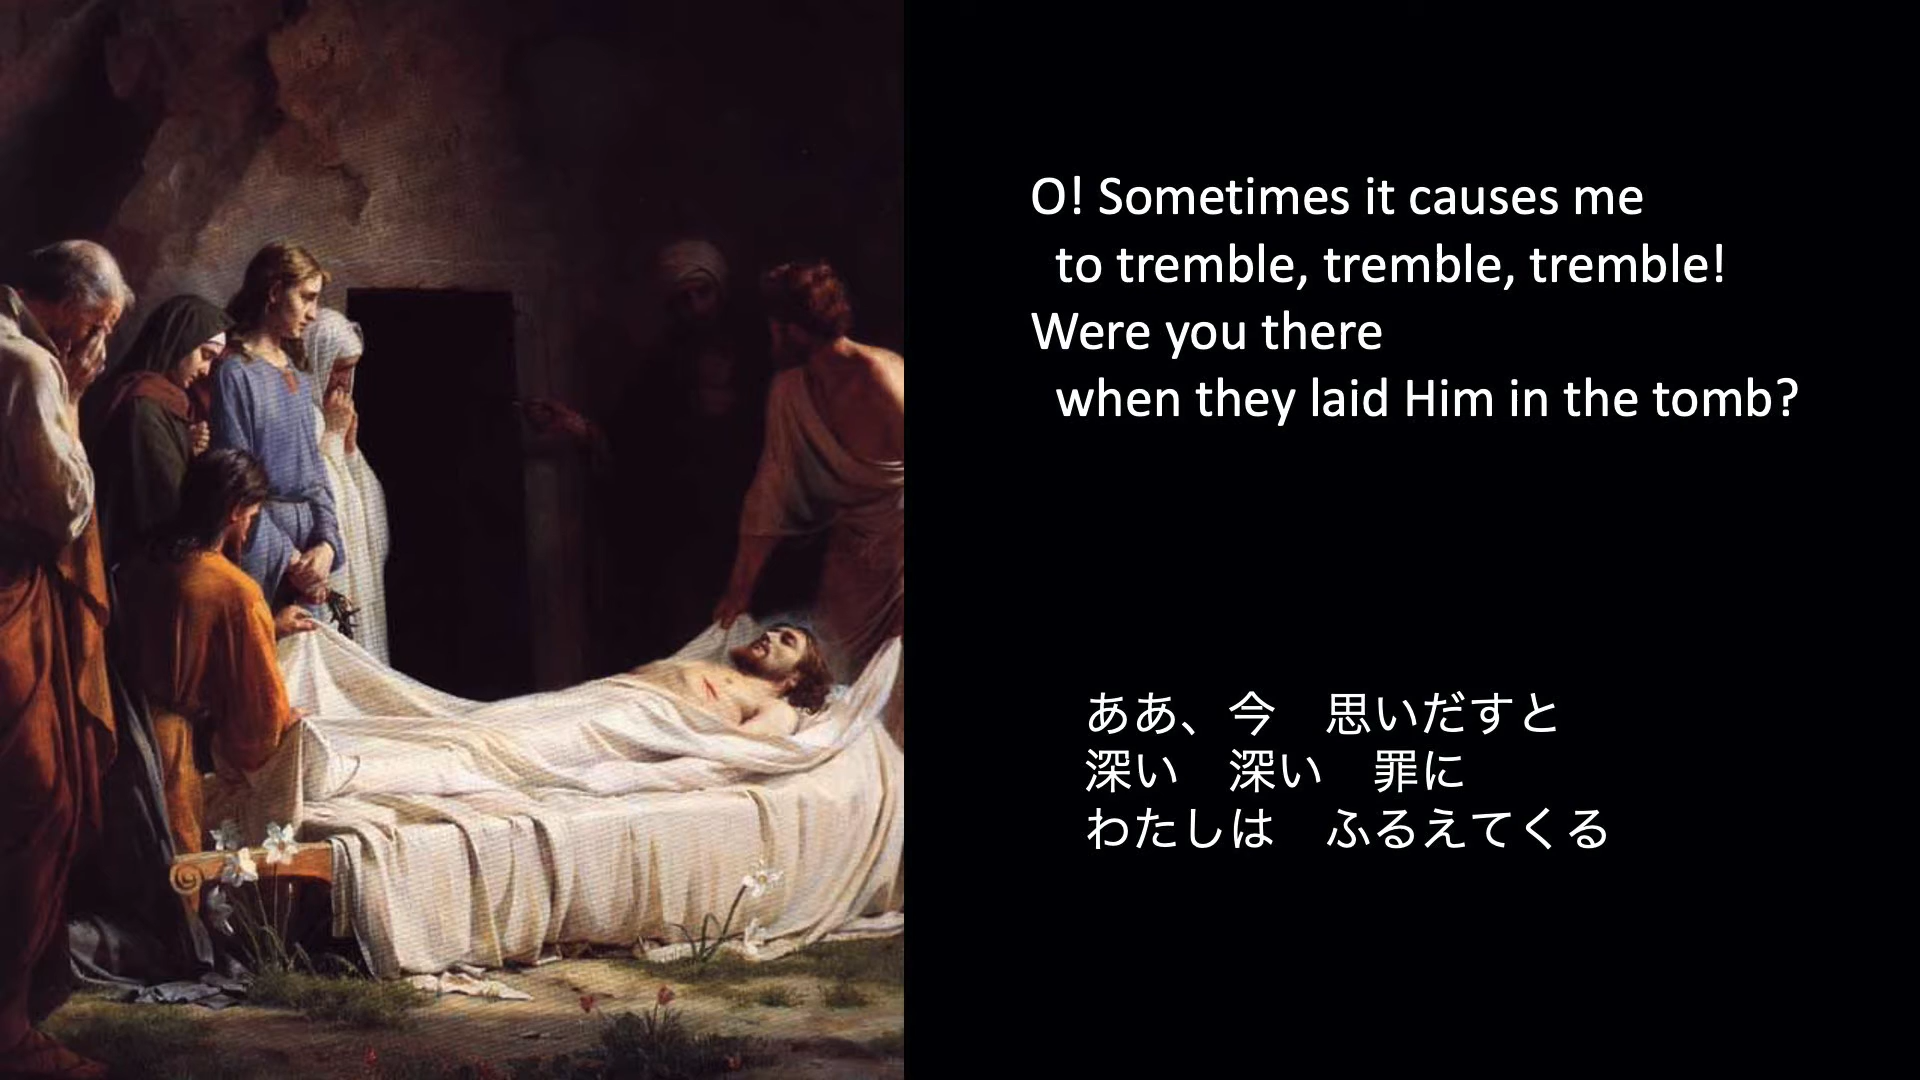 O! Sometimes it causes me
to tremble, tremble, tremble!
Were you there
when they laid Him in the tomb?
ああ、今　思いだすと
深い　深い　罪に
わたしは　ふるえてくる